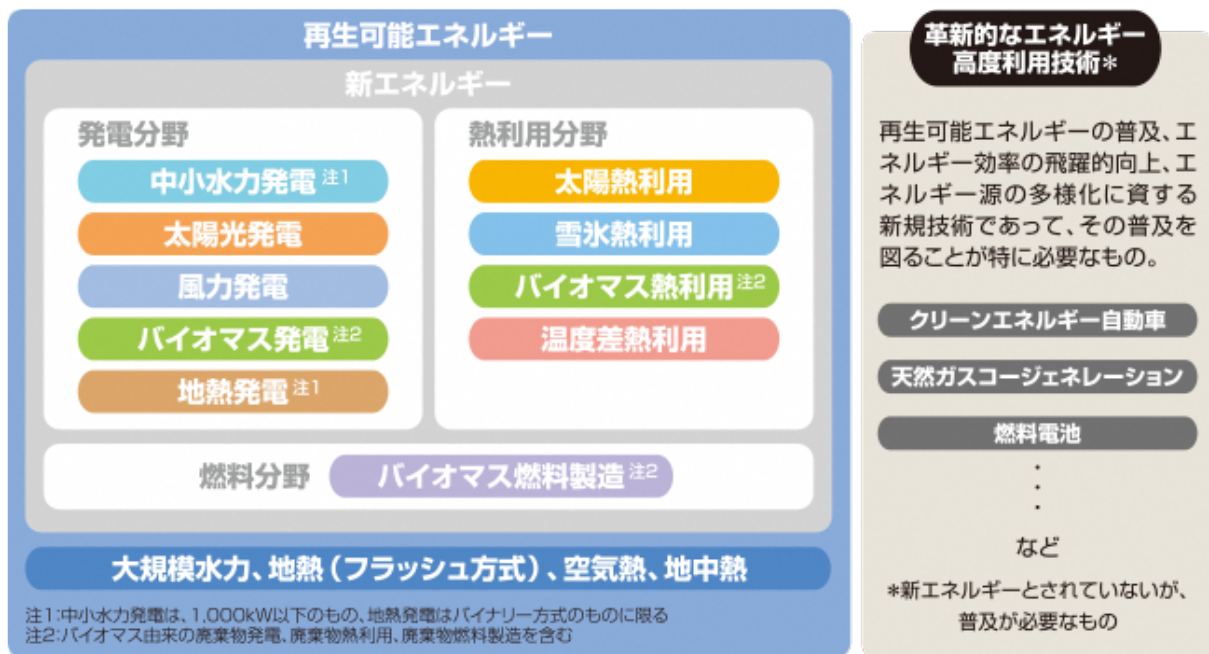 再生可能エネルギー
新エネルギー
発電分野
中小水力発電 注1
太陽光発電
風力発電
バイオマス発電 注2
地熱発電 注1
熱利用分野
太陽熱利用
雪氷熱利用
バイオマス熱利用 注2
温度差熱利用
燃料分野
バイオマス燃料製造 注2
大規模水力、地熱(フラッシュ方式)、空気熱、地中熱
注1:中小水力発電は、1,000kW以下のもの、地熱発電はバイナリー方式のものに限る
注2:バイオマス由来の廃棄物発電、廃棄物熱利用、廃棄物燃料製造を含む
革新的なエネルギー
高度利用技術*
再生可能エネルギーの普及、エ
ネルギー効率の飛躍的向上、エ
ネルギー源の多様化に資する
新規技術であって、その普及を
図ることが特に必要なもの。
クリーンエネルギー自動車
天然ガスコージェネレーション
燃料電池
・
・
・
など
*新エネルギーとされていないが、
普及が必要なもの